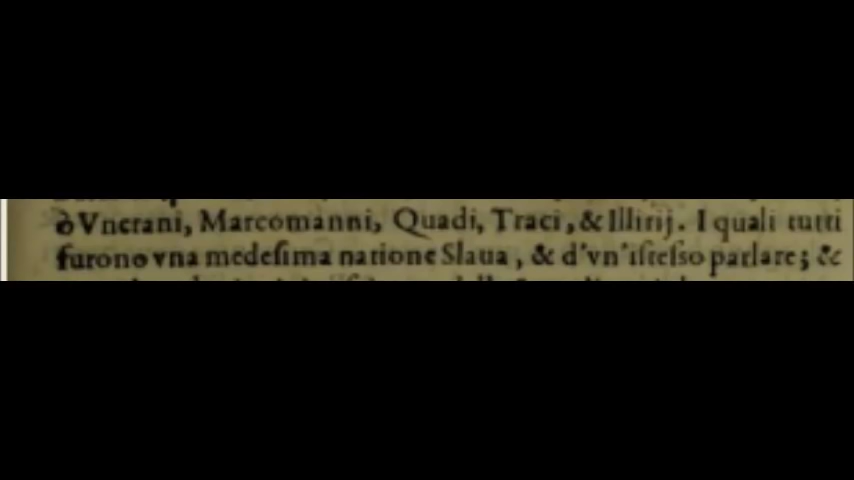 ò Vnerani, Marcomanni, Quadi, Traci, & Illirij. I quali tutti
furono vna medeſima natione Slaua, & d'vn'iſteſso parlare; &